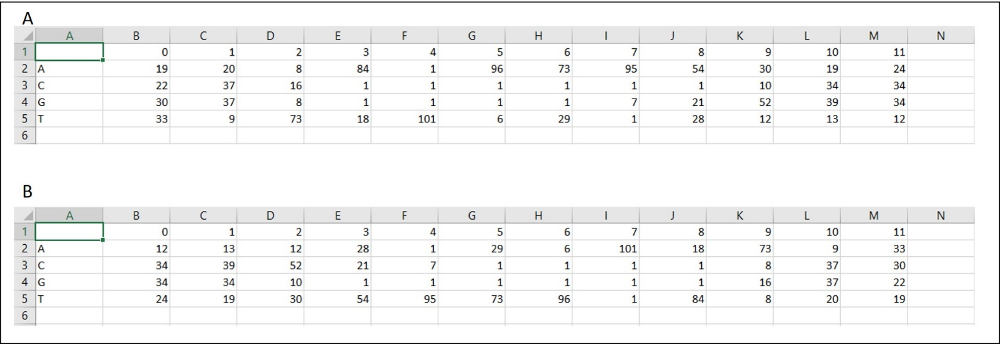 A
A B C D E F G H I J K L M N
1 0 1 2 3 4 5 6 7 8 9 10 11
2 A 19 20 8 84 1 96 73 95 54 30 19 24
3 C 22 37 16 1 1 1 1 1 1 10 34 34
4 G 30 37 8 1 1 1 1 7 21 52 39 34
5 T 33 9 73 18 101 6 29 1 28 12 13 12
6
B
A B C D E F G H I J K L M N
1 0 1 2 3 4 5 6 7 8 9 10 11
2 A 12 13 12 28 1 29 6 101 18 73 9 33
3 C 34 39 52 21 7 1 1 1 1 8 37 30
4 G 34 34 10 1 1 1 1 1 1 16 37 22
5 T 24 19 30 54 95 73 96 1 84 8 20 19
6